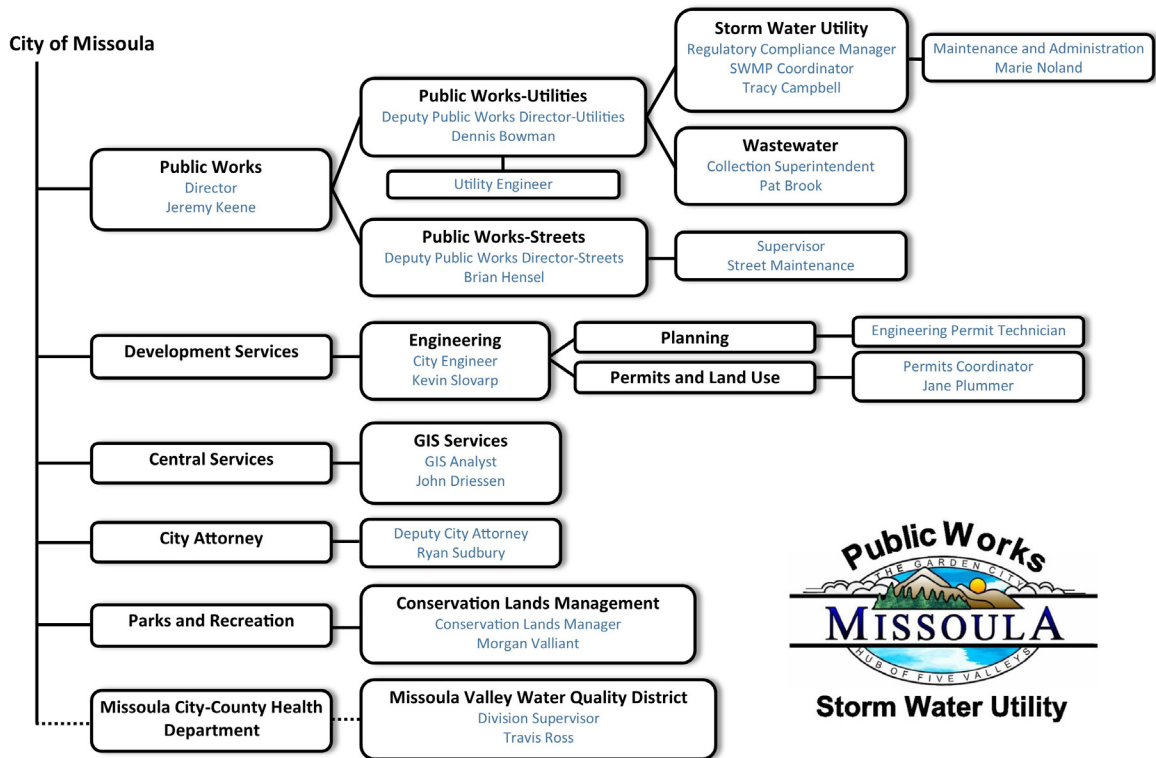 City of Missoula
Public Works
Director
Jeremy Keene
Public Works-Utilities
Deputy Public Works Director-Utilities
Dennis Bowman
Utility Engineer
Storm Water Utility
Regulatory Compliance Manager
SWMP Coordinator
Tracy Campbell
Maintenance and Administration
Marie Noland
Wastewater
Collection Superintendent
Pat Brook
Public Works-Streets
Deputy Public Works Director-Streets
Brian Hensel
Supervisor
Street Maintenance
Development Services
Engineering
City Engineer
Kevin Slovarp
Planning
Engineering Permit Technician
Permits and Land Use
Permits Coordinator
Jane Plummer
Central Services
GIS Services
GIS Analyst
John Driessen
City Attorney
Deputy City Attorney
Ryan Sudbury
Parks and Recreation
Conservation Lands Management
Conservation Lands Manager
Morgan Valliant
Missoula City-County Health
Department
Missoula Valley Water Quality District
Division Supervisor
Travis Ross
Public Works
THE GARDEN CITY
MISSOULA
HUB OF FIVE VALLEYS
Storm Water Utility